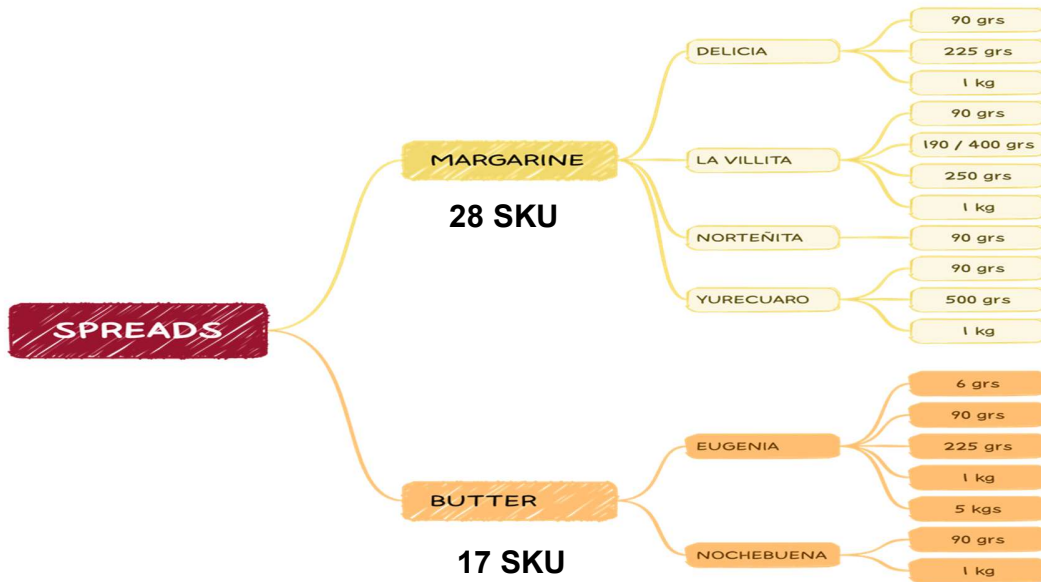 SPREADS
MARGARINE
28 SKU
DELICIA
90 grs
225 grs
1 kg
LA VILLITA
90 grs
190 / 400 grs
250 grs
1 kg
NORTEÑITA
90 grs
YURECUARO
90 grs
500 grs
1 kg
BUTTER
17 SKU
EUGENIA
6 grs
90 grs
225 grs
1 kg
5 kgs
NOCHEBUENA
90 grs
1 kg